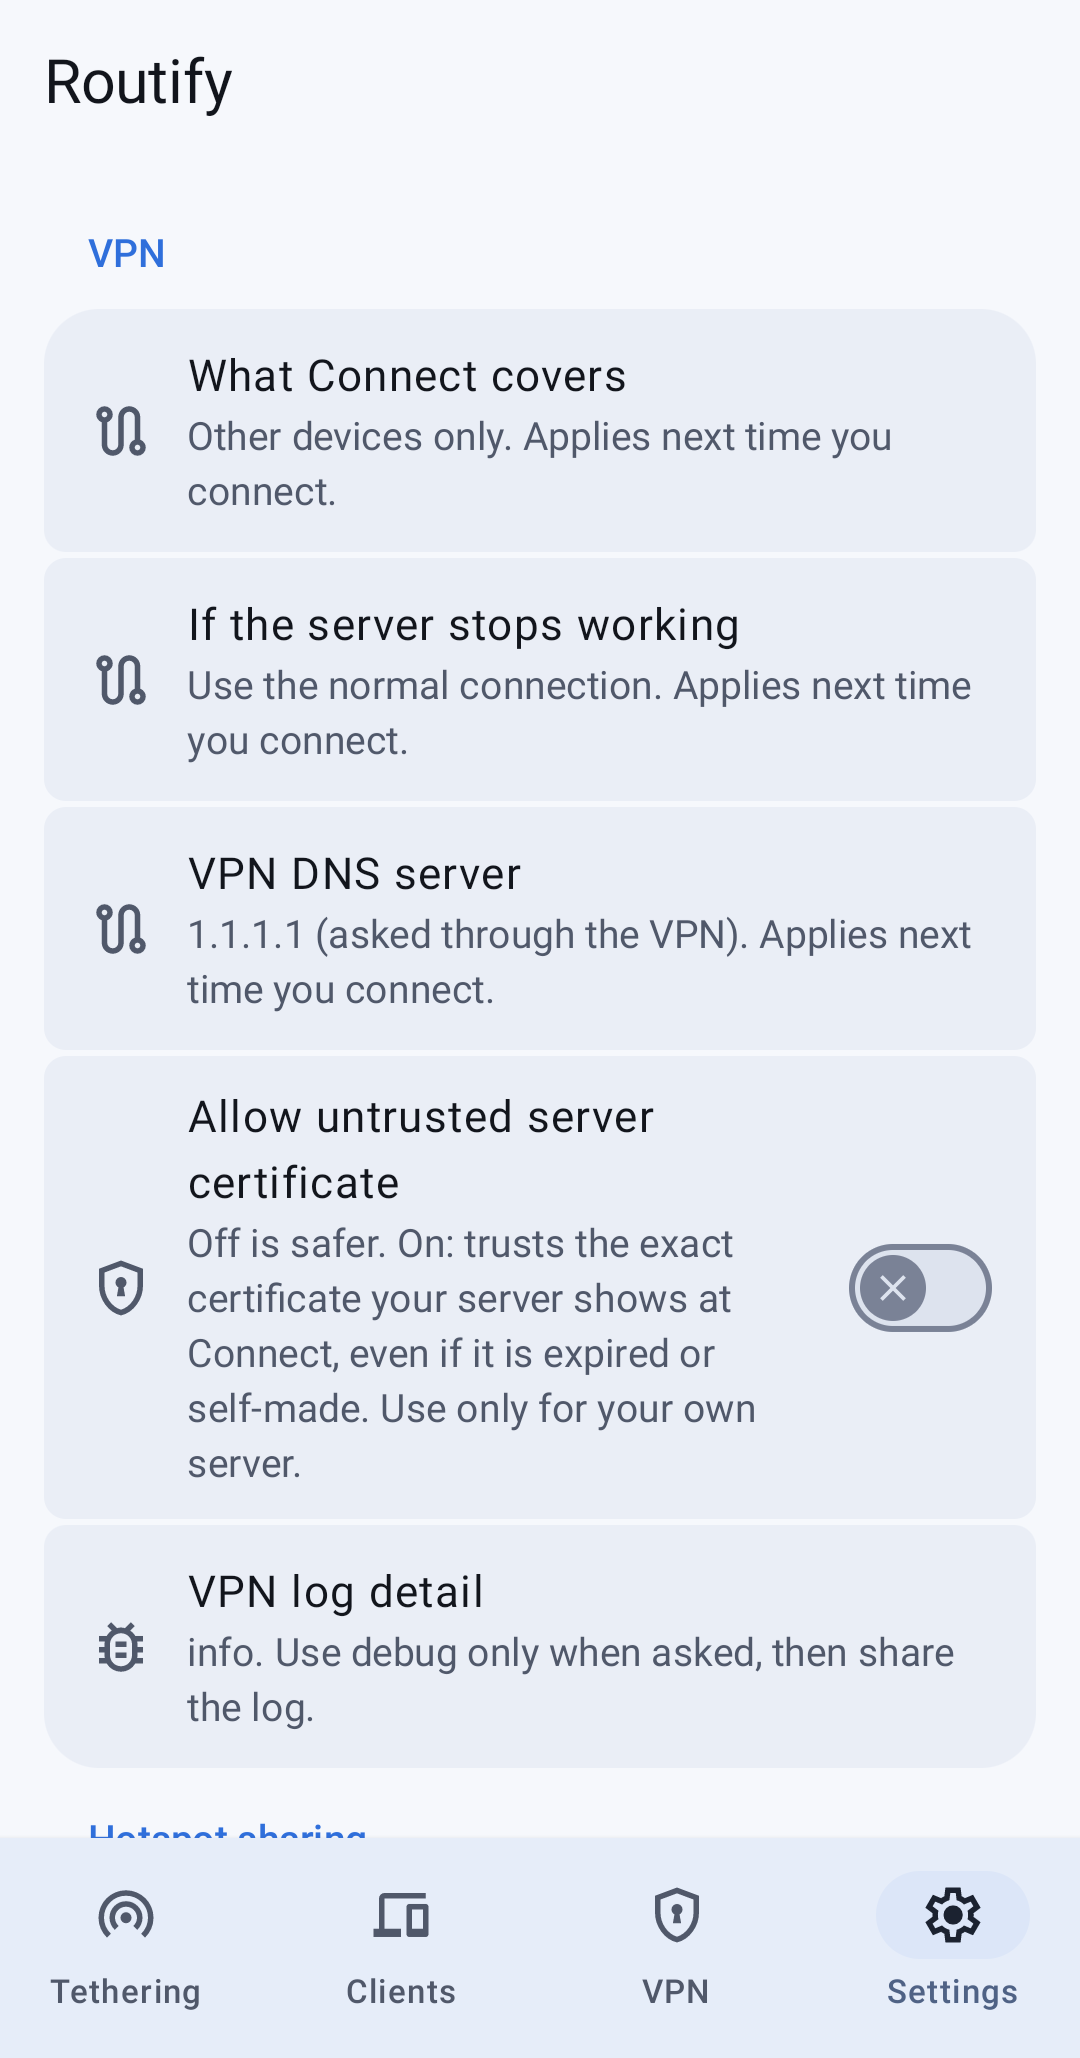 Routify
VPN
What Connect covers
Other devices only. Applies next time you
connect.
If the server stops working
Use the normal connection. Applies next time
you connect.
VPN DNS server
1.1.1.1 (asked through the VPN). Applies next
time you connect.
Allow untrusted server
certificate
Off is safer. On: trusts the exact
certificate your server shows at
Connect, even if it is expired or
self-made. Use only for your own
server.
VPN log detail
info. Use debug only when asked, then share
the log.
Hotspot sharing
Tethering
Clients
VPN
Settings